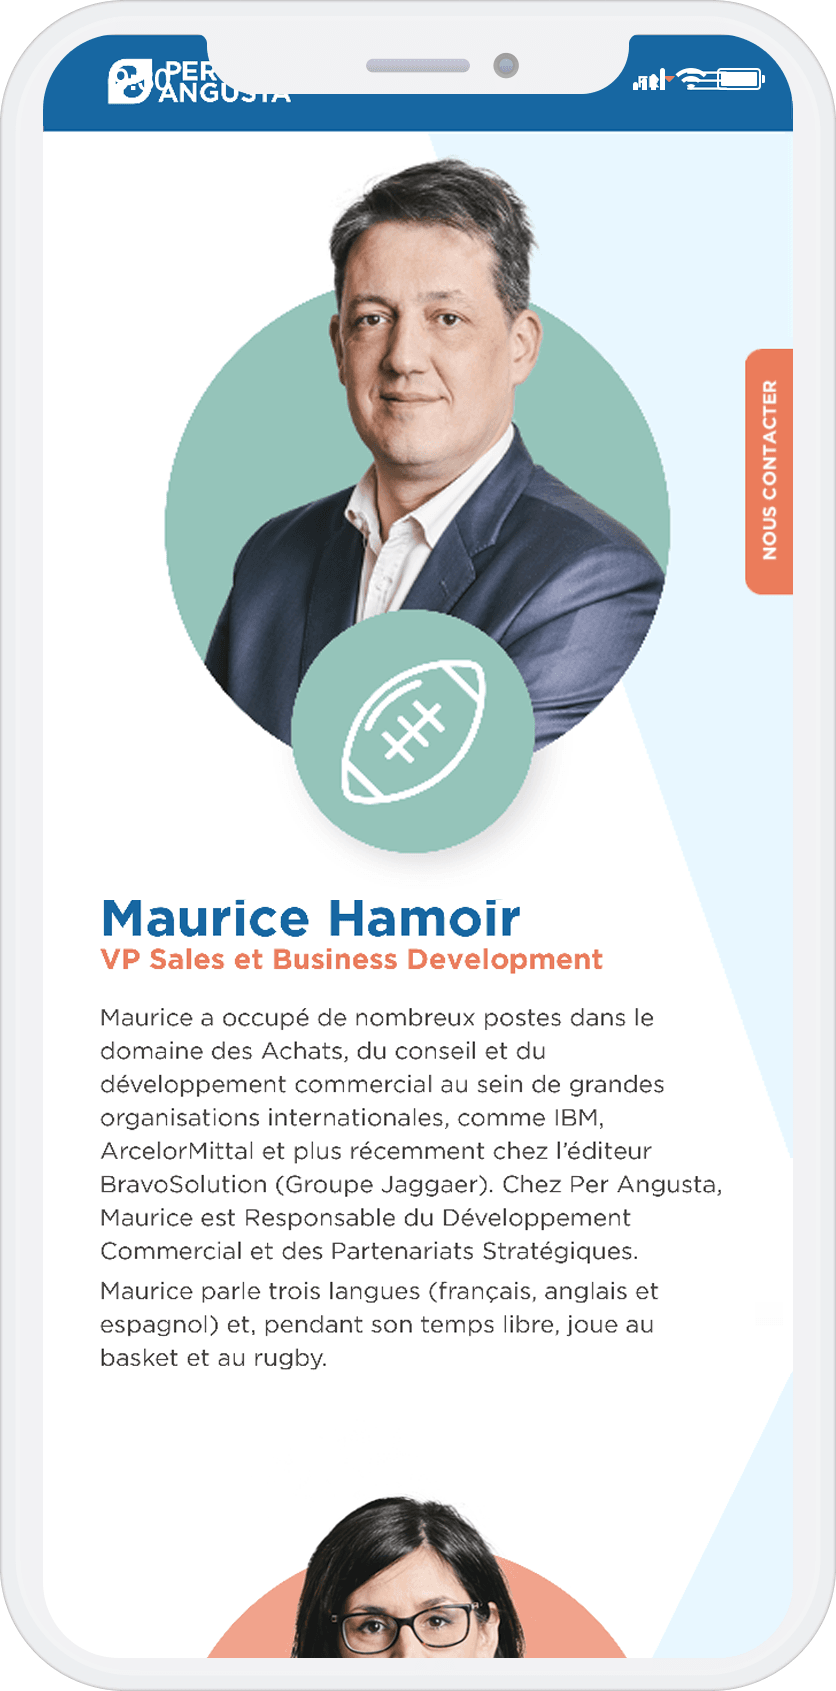 PER
ANGUSTA
NOUS CONTACTER
Maurice Hamoir
VP Sales et Business Development
Maurice a occupé de nombreux postes dans le
domaine des Achats, du conseil et du
développement commercial au sein de grandes
organisations internationales, comme IBM,
ArcelorMittal et plus récemment chez l’éditeur
BravoSolution (Groupe Jaggaer). Chez Per Angusta,
Maurice est Responsable du Développement
Commercial et des Partenariats Stratégiques.
Maurice parle trois langues (français, anglais et
espagnol) et, pendant son temps libre, joue au
basket et au rugby.